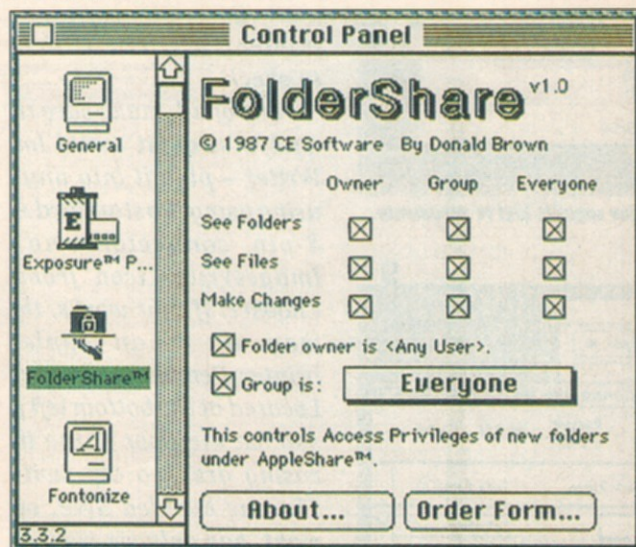 Control Panel
General
Exposure™ P...
FolderShare™
Fontonize
3.3.2
FolderShare v1.0
© 1987 CE Software By Donald Brown
Owner Group Everyone
See Folders
See Files
Make Changes
Folder owner is <Any User>.
Group is: Everyone
This controls Access Privileges of new folders
under AppleShare™.
About... Order Form...